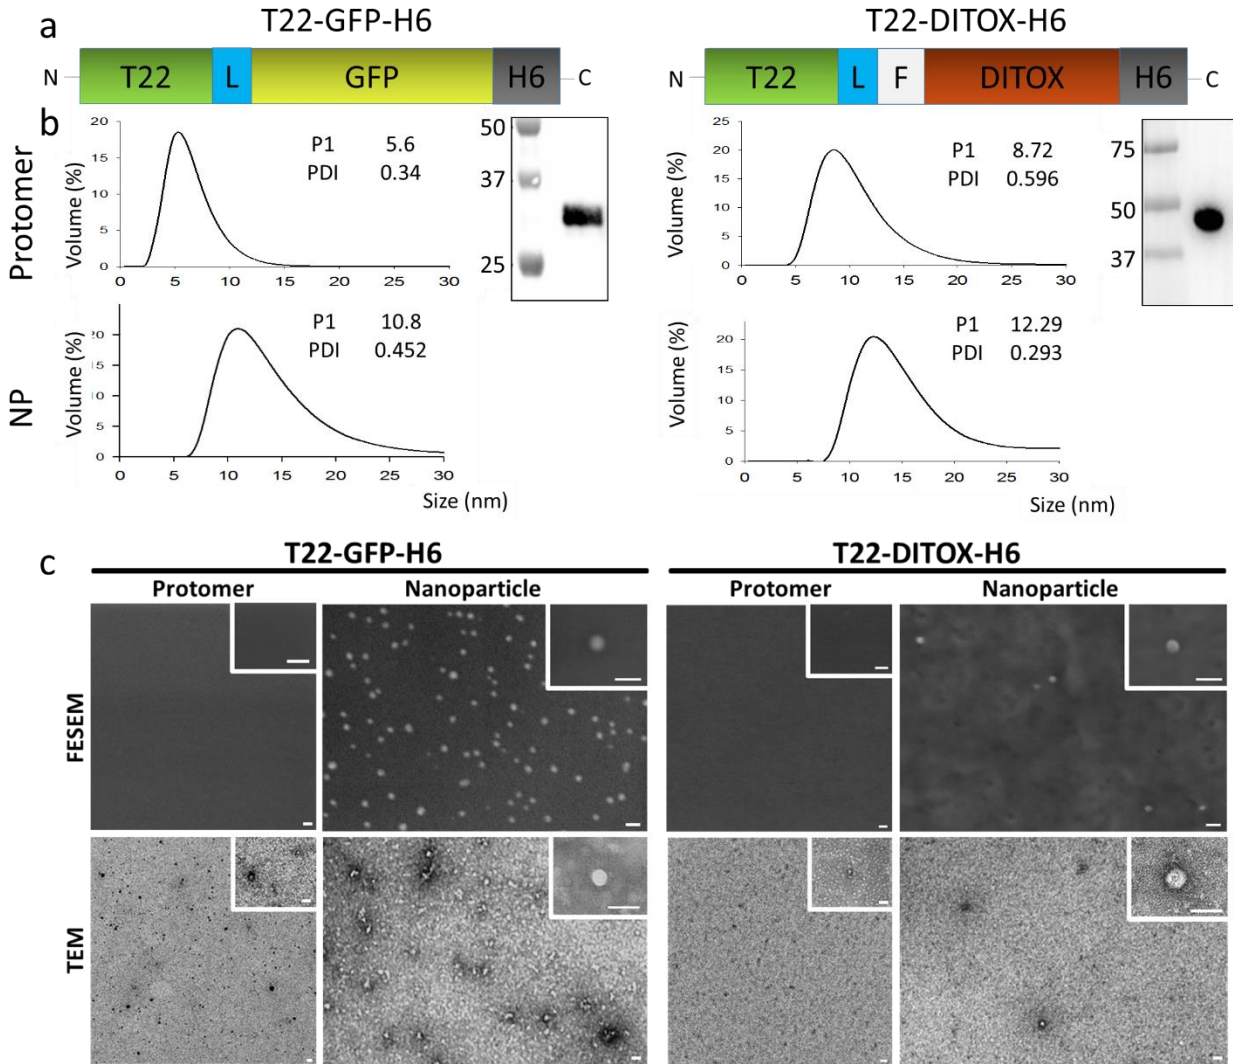 a
T22-GFP-H6
T22-DITOX-H6
N T22 L GFP H6 C
N T22 L F DITOX H6 C
b
Protomer
Volume (%)
20
15
10
5
0
0 5 10 15 20 25 30
P1 5.6
PDI 0.34
50
37
25
Volume (%)
25
20
15
10
5
0
0 5 10 15 20 25 30
P1 8.72
PDI 0.596
75
50
37
NP
Volume (%)
20
15
10
5
0
0 5 10 15 20 25 30
P1 10.8
PDI 0.452
Size (nm)
Volume (%)
20
15
10
5
0
0 5 10 15 20 25 30
P1 12.29
PDI 0.293
Size (nm)
c
T22-GFP-H6
T22-DITOX-H6
Protomer Nanoparticle
Protomer Nanoparticle
FESEM
TEM